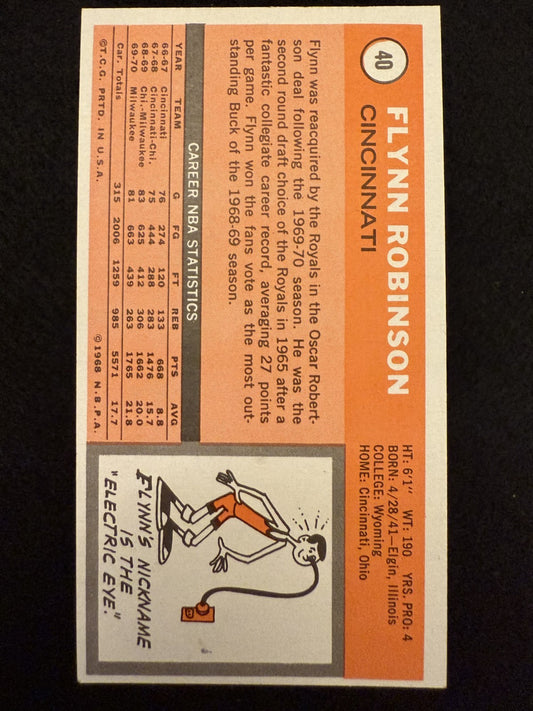 40
FLYNN ROBINSON
CINCINNATI
HT: 6'1" WT: 190 YRS. PRO: 4
BORN: 4/28/41—Elgin, Illinois
COLLEGE: Wyoming
HOME: Cincinnati, Ohio
Flynn was reacquired by the Royals in the Oscar Robert-
son deal following the 1969-70 season. He was the
second round draft choice of the Royals in 1965 after a
fantastic collegiate career record, averaging 27 points
per game. Flynn won the fans vote as the most out-
standing Buck of the 1968-69 season.
CAREER NBA STATISTICS
YEAR TEAM G FG FT REB PTS AVG
66-67 Cincinnati 76 274 120 133 668 8.8
67-68 Cincinnati-Chi. 75 444 288 283 1476 15.7
68-69 Chi.-Milwaukee 83 625 412 306 1662 20.0
69-70 Milwaukee 81 663 439 263 1765 21.8
Car. Totals 315 2006 1259 985 5571 17.7
©T.C.G. PRTD. IN U.S.A. ©1968 N.B.P.A.
FLYNN'S NICKNAME
IS THE
"ELECTRIC EYE."